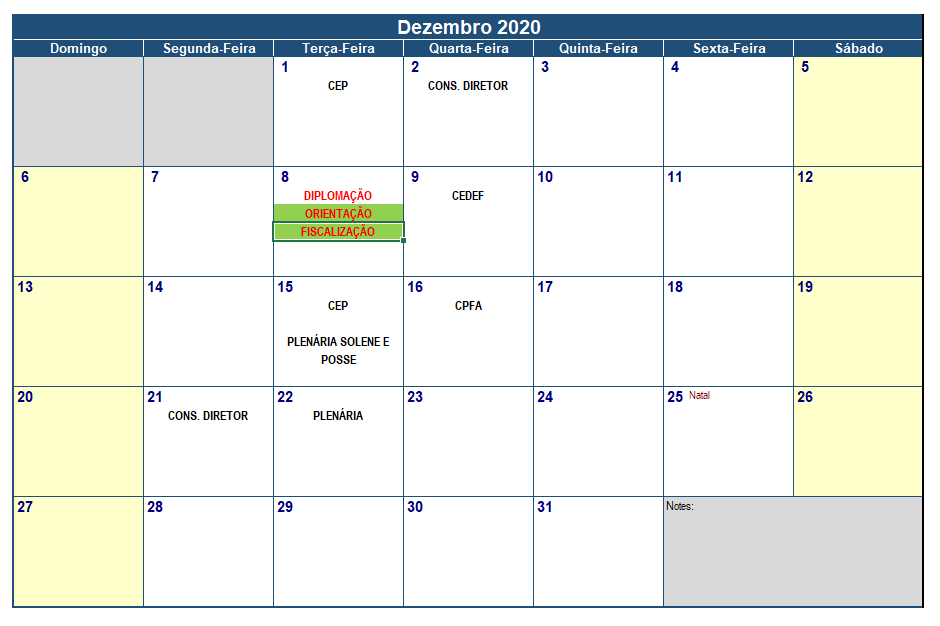 Dezembro 2020
Domingo Segunda-Feira Terça-Feira Quarta-Feira Quinta-Feira Sexta-Feira Sábado
1 2 3 4 5
CEP CONS. DIRETOR
6 7 8 9 10 11 12
DIPLOMAÇÃO CEDEF
ORIENTAÇÃO
FISCALIZAÇÃO
13 14 15 16 17 18 19
CEP CPFA
PLENÁRIA SOLENE E
POSSE
20 21 22 23 24 25 Natal 26
CONS. DIRETOR PLENÁRIA
27 28 29 30 31 Notes: